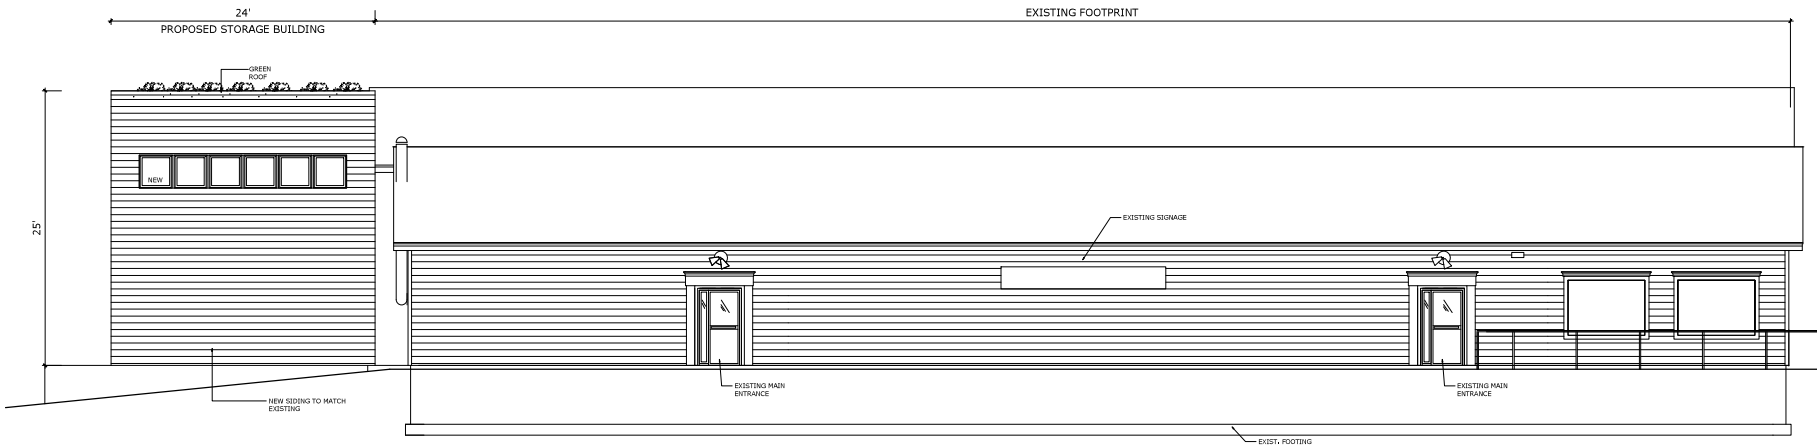 24'
EXISTING FOOTPRINT
PROPOSED STORAGE BUILDING
GREEN
ROOF
NEW
25'
EXISTING SIGNAGE
EXISTING MAIN
ENTRANCE
EXISTING MAIN
ENTRANCE
NEW SIDING TO MATCH
EXISTING
EXIST. FOOTING